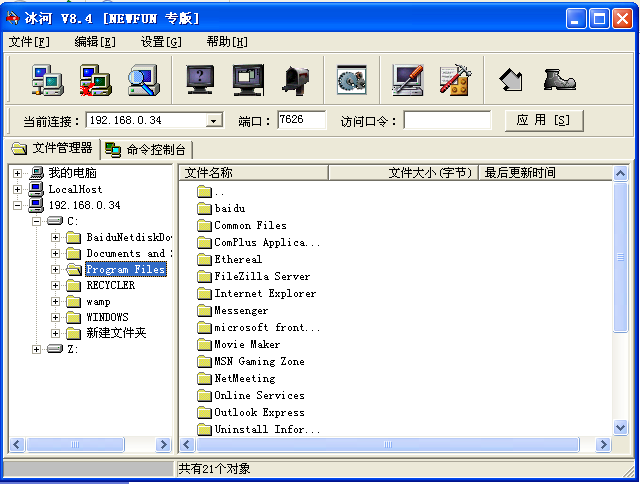 冰河 V8.4 [NEWFUN 专版]
文件[F] 编辑[E] 设置[G] 帮助[H]
当前连接： 192.168.0.34 端口： 7626 访问口令： 应 用 [S]
文件管理器 命令控制台
我的电脑
LocalHost
192.168.0.34
C:
BaiduNetdiskDo
Documents and
Program Files
RECYCLER
wamp
WINDOWS
新建文件夹
Z:
文件名称 文件大小(字节) 最后更新时间
..
baidu
Common Files
ComPlus Applica...
Ethereal
FileZilla Server
Internet Explorer
Messenger
microsoft front...
Movie Maker
MSN Gaming Zone
NetMeeting
Online Services
Outlook Express
Uninstall Infor...
共有21个对象